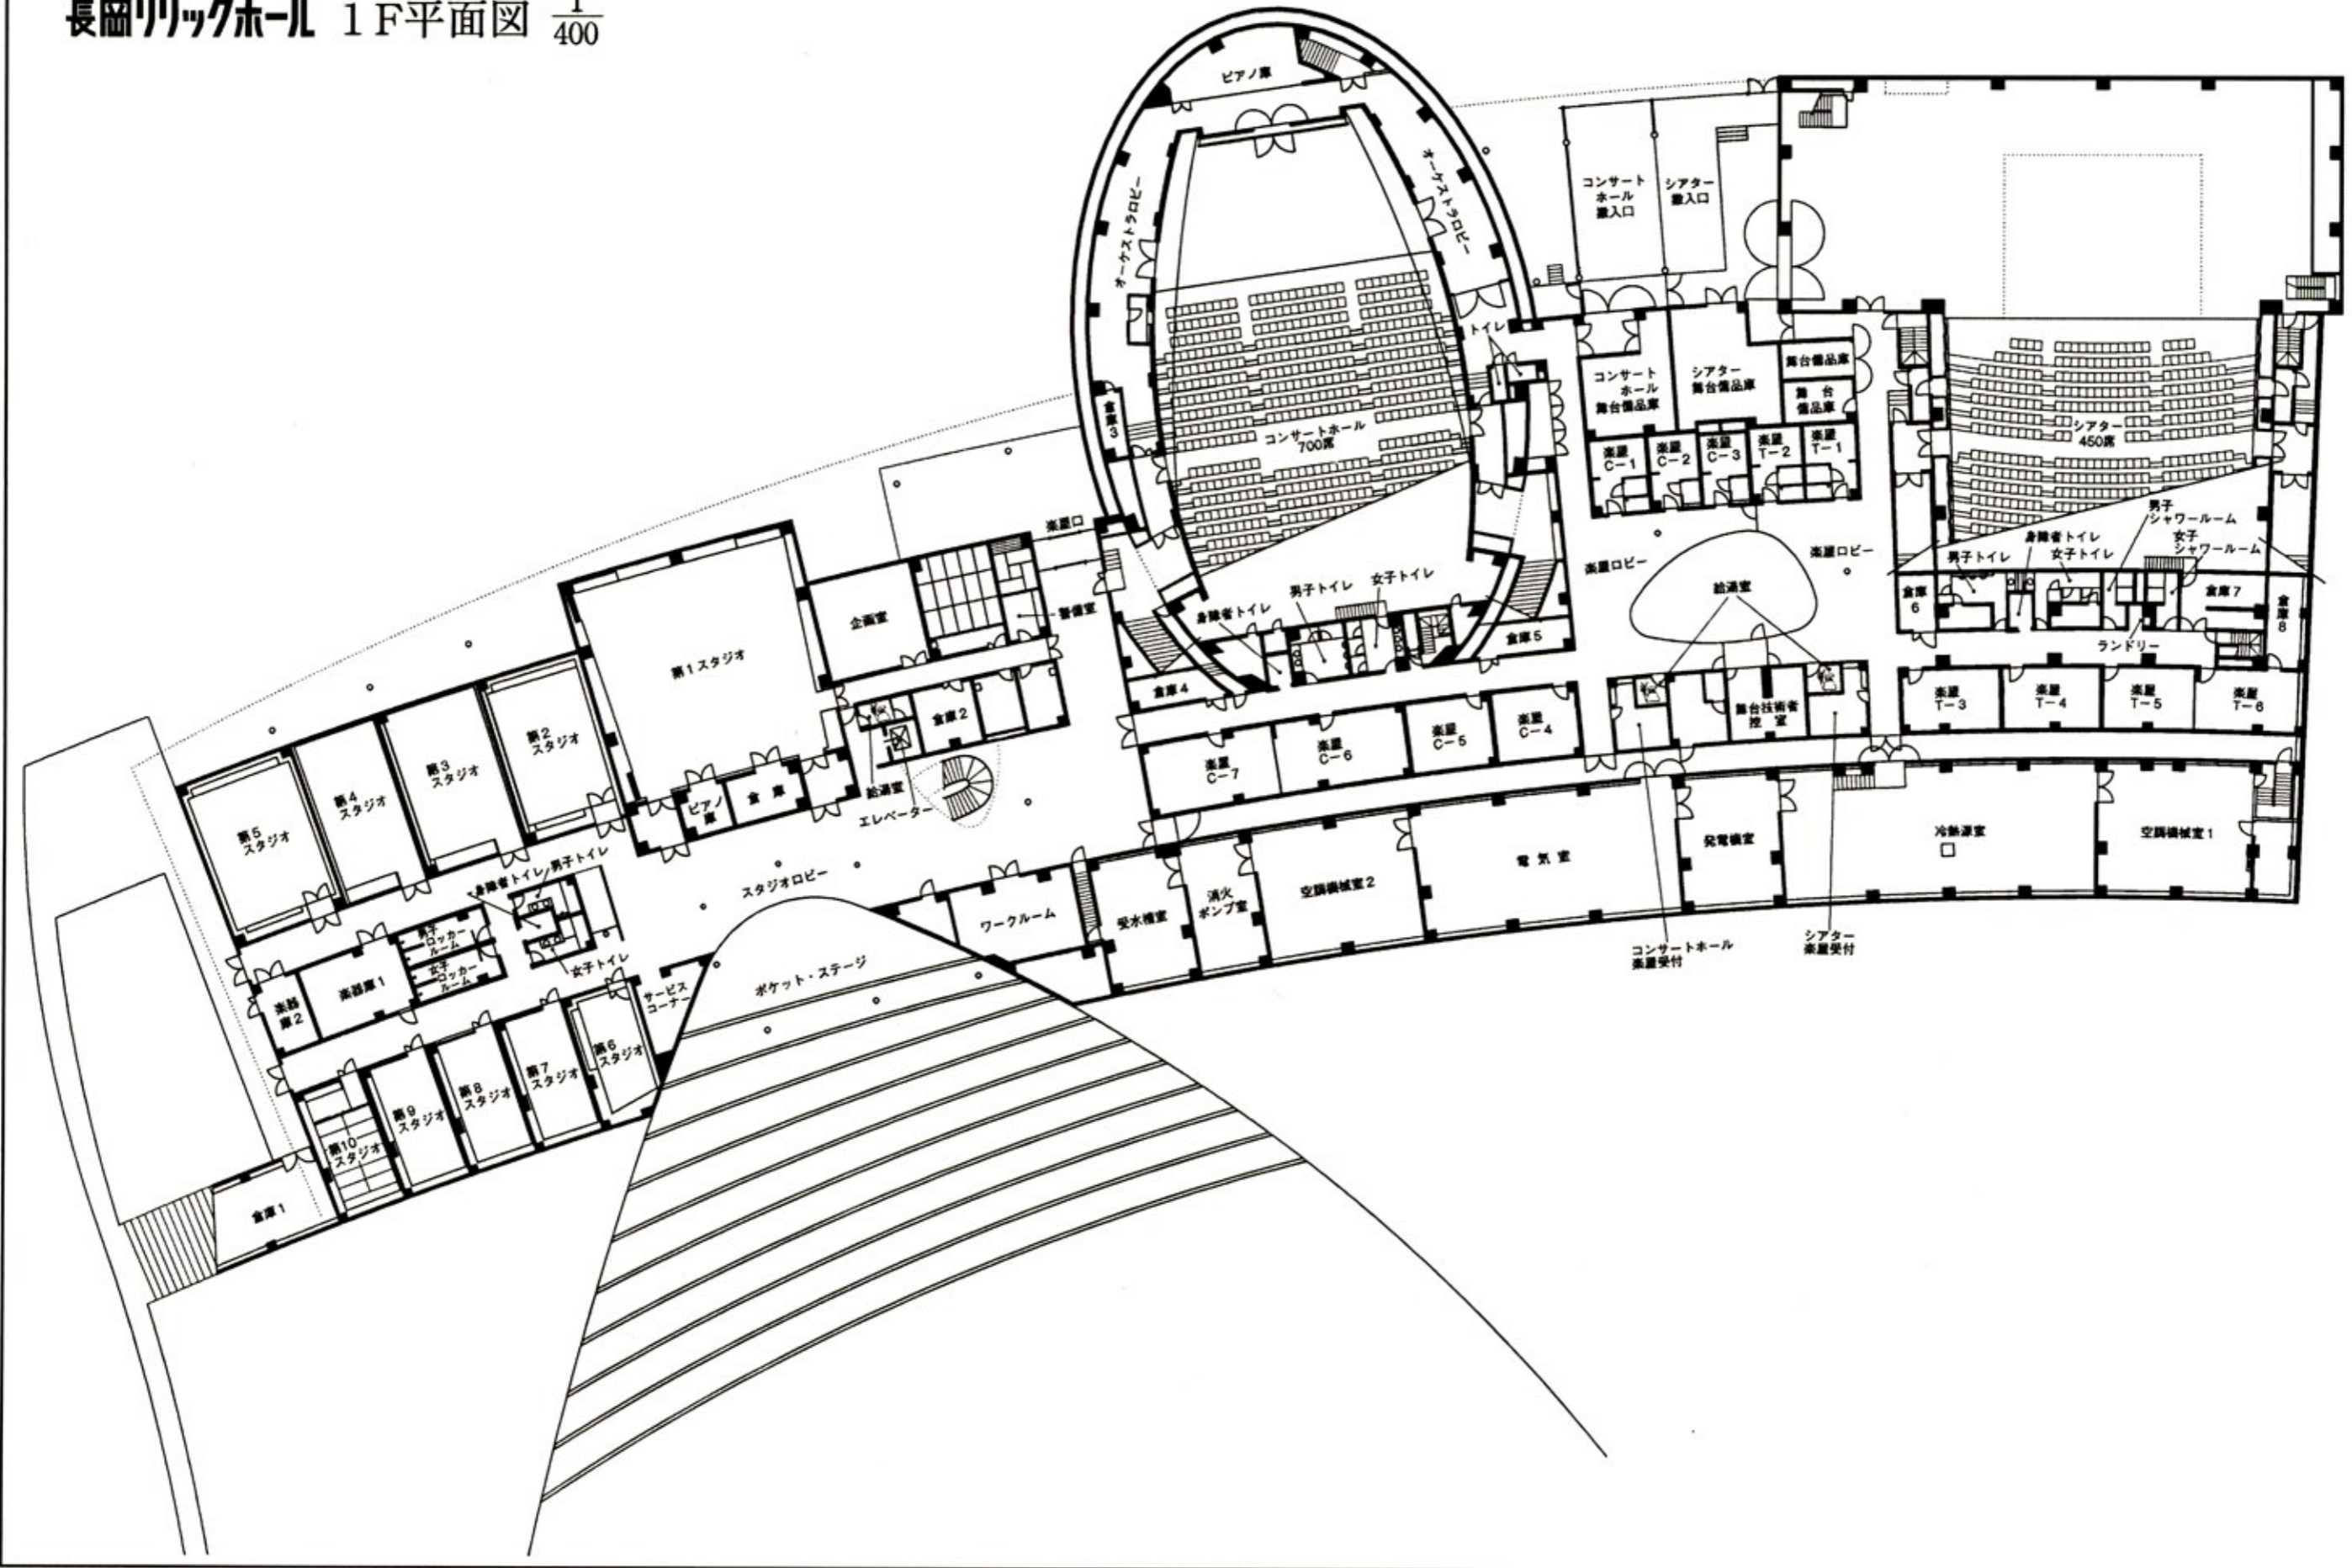 長岡リリックホール 1F平面図 1/400
ピアノ庫
オーケストラロビー
オーケストラロビー
コンサート
ホール
搬入口
シアター
搬入口
トイレ
倉庫3
コンサートホール
700席
コンサート
ホール
舞台備品庫
シアター
舞台備品庫
舞台備品庫
舞台
備品庫
楽屋
C-1
楽屋
C-2
楽屋
C-3
楽屋
T-2
楽屋
T-1
シアター
450席
楽屋口
警備室
企画室
第1スタジオ
身障者トイレ
男子トイレ
女子トイレ
倉庫5
倉庫4
楽屋ロビー
給湯室
楽屋ロビー
男子トイレ
身障者トイレ
女子トイレ
男子
シャワールーム
女子
シャワールーム
倉庫
6
倉庫7
倉庫8
ランドリー
第2
スタジオ
第3
スタジオ
第4
スタジオ
第5
スタジオ
倉庫2
ピアノ
庫
倉庫
給湯室
エレベーター
楽屋
C-7
楽屋
C-6
楽屋
C-5
楽屋
C-4
舞台技術者
控室
楽屋
T-3
楽屋
T-4
楽屋
T-5
楽屋
T-6
スタジオロビー
身障者トイレ
男子トイレ
女子トイレ
男子
ロッカー
ルーム
女子
ロッカー
ルーム
楽器庫1
楽器
庫2
サービス
コーナー
ポケット・ステージ
ワークルーム
受水槽室
消火
ポンプ室
空調機械室2
電気室
発電機室
冷熱源室
空調機械室1
コンサートホール
楽屋受付
シアター
楽屋受付
第6
スタジオ
第7
スタジオ
第8
スタジオ
第9
スタジオ
第10
スタジオ
倉庫1